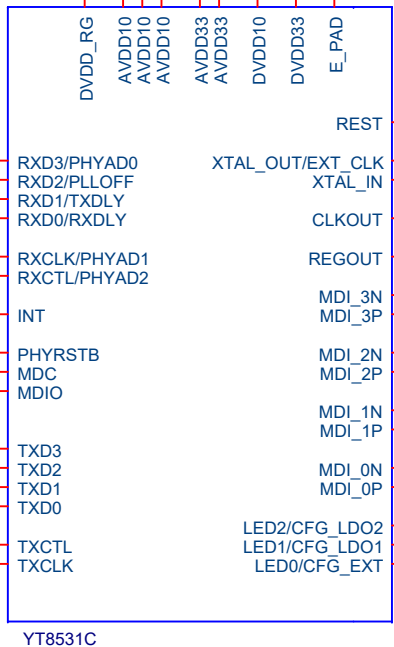 DVDD_RG
AVDD10
AVDD10
AVDD10
AVDD33
AVDD33
DVDD10
DVDD33
E_PAD
REST
RXD3/PHYAD0
XTAL_OUT/EXT_CLK
RXD2/PLLOFF
XTAL_IN
RXD1/TXDLY
RXD0/RXDLY
CLKOUT
RXCLK/PHYAD1
REGOUT
RXCTL/PHYAD2
MDI_3N
INT
MDI_3P
PHYRSTB
MDI_2N
MDC
MDI_2P
MDIO
MDI_1N
MDI_1P
TXD3
TXD2
MDI_0N
TXD1
MDI_0P
TXD0
LED2/CFG_LDO2
TXCTL
LED1/CFG_LDO1
TXCLK
LED0/CFG_EXT
YT8531C